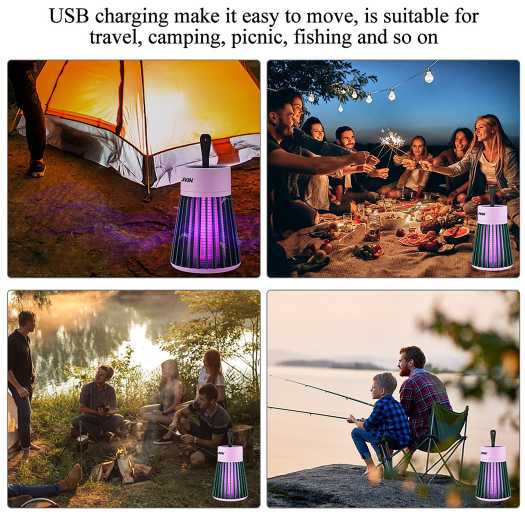 USB charging make it easy to move, is suitable for
travel, camping, picnic, fishing and so on